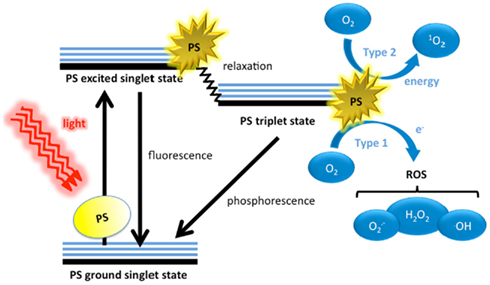 PS
O₂
¹O₂
Type 2
energy
PS excited singlet state
relaxation
PS
PS triplet state
light
fluorescence
Type 1
e⁻
O₂
ROS
phosphorescence
PS
O₂·⁻
H₂O₂
·OH
PS ground singlet state